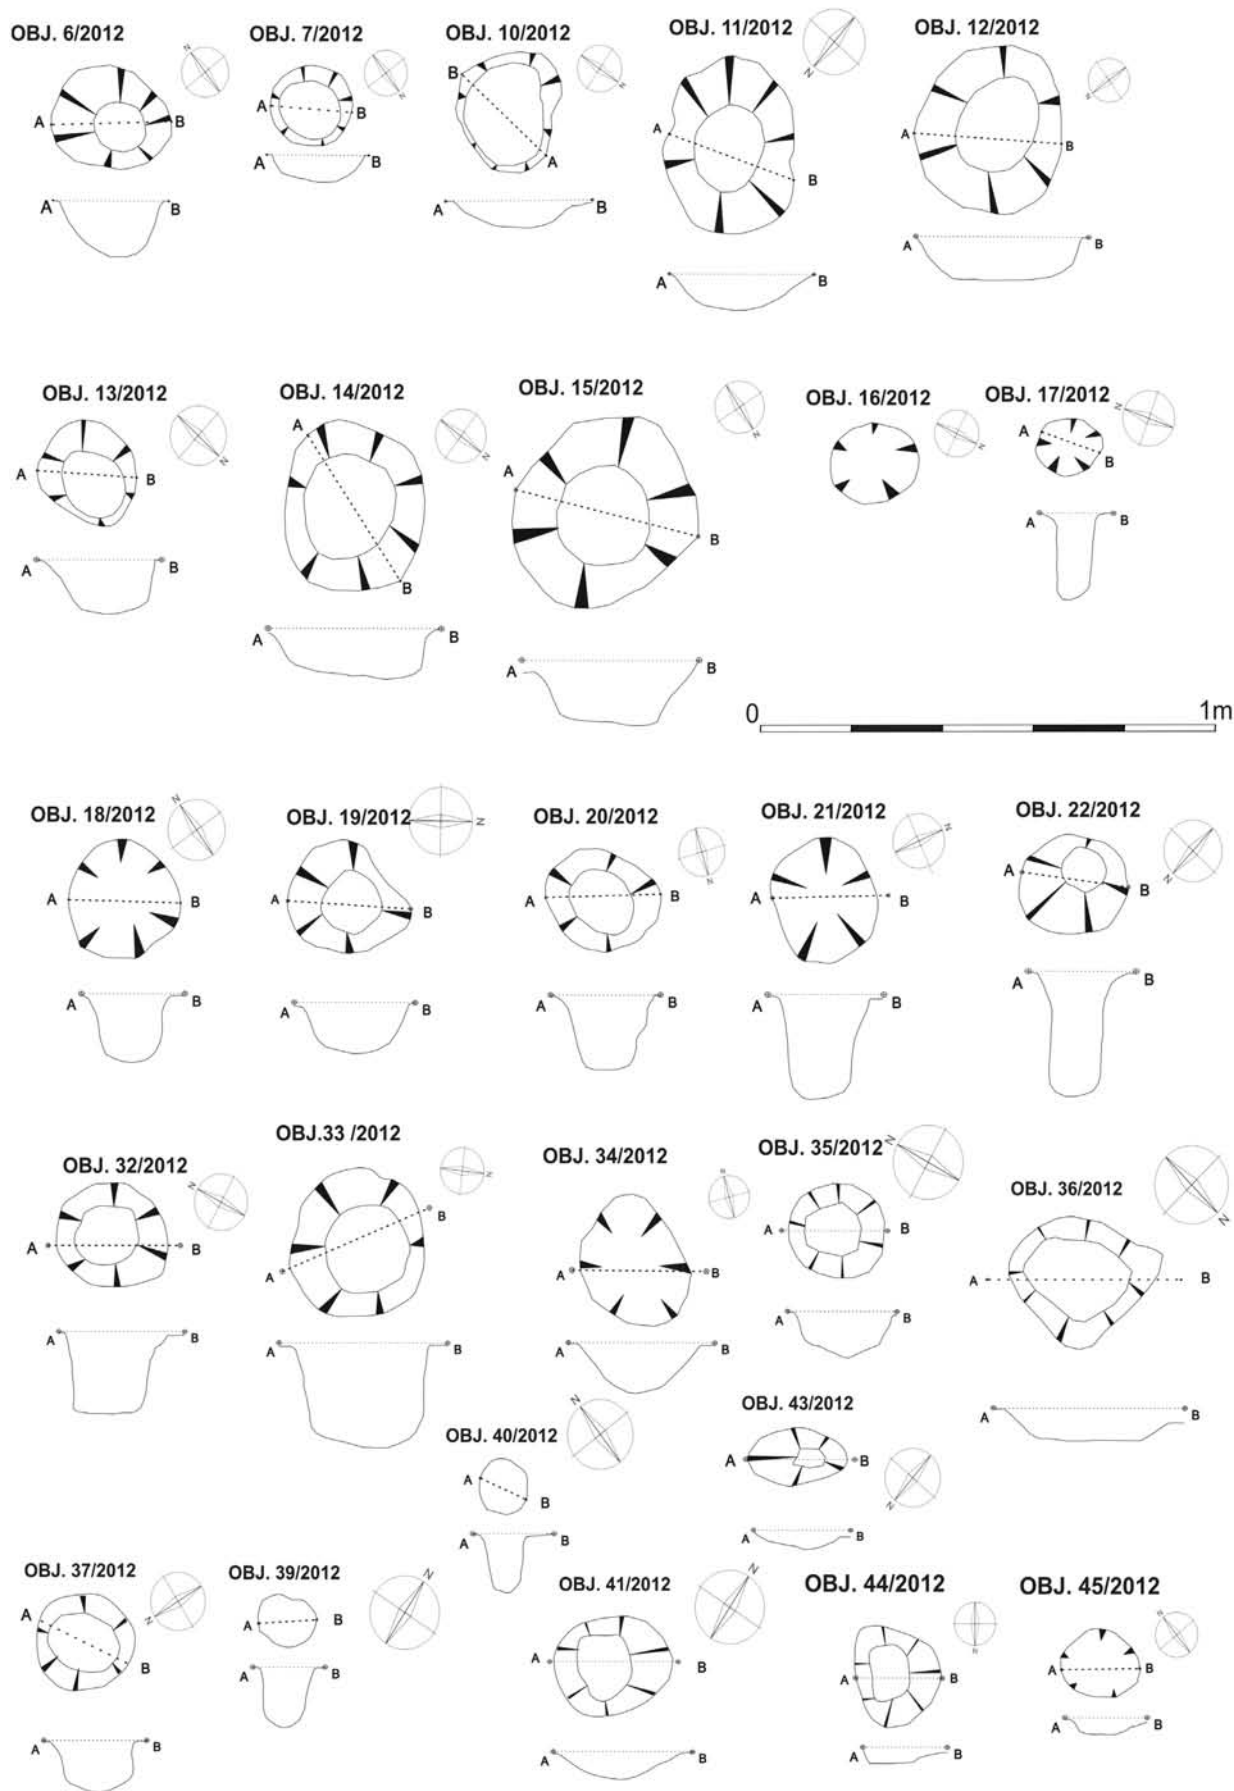 OBJ. 6/2012
N
A
B
A
B
OBJ. 7/2012
N
A
B
A
B
OBJ. 10/2012
N
B
A
A
B
OBJ. 11/2012
N
A
B
A
B
OBJ. 12/2012
N
A
B
A
B
OBJ. 13/2012
N
A
B
A
B
OBJ. 14/2012
N
A
B
A
B
OBJ. 15/2012
N
A
B
A
B
OBJ. 16/2012
N
OBJ. 17/2012
N
A
B
A
B
0 1m
OBJ. 18/2012
N
A
B
A
B
OBJ. 19/2012
N
A
B
A
B
OBJ. 20/2012
N
A
B
A
B
OBJ. 21/2012
N
A
B
A
B
OBJ. 22/2012
N
A
B
A
B
OBJ. 32/2012
N
A
B
A
B
OBJ.33 /2012
N
A
B
A
B
OBJ. 34/2012
N
A
B
A
B
OBJ. 35/2012
N
A
B
A
B
OBJ. 36/2012
N
A
B
A
B
OBJ. 40/2012
N
A
B
A
B
OBJ. 43/2012
N
A
B
A
B
OBJ. 37/2012
N
A
B
A
B
OBJ. 39/2012
N
A
B
A
B
OBJ. 41/2012
N
A
B
A
B
OBJ. 44/2012
N
A
B
A
B
OBJ. 45/2012
N
A
B
A
B